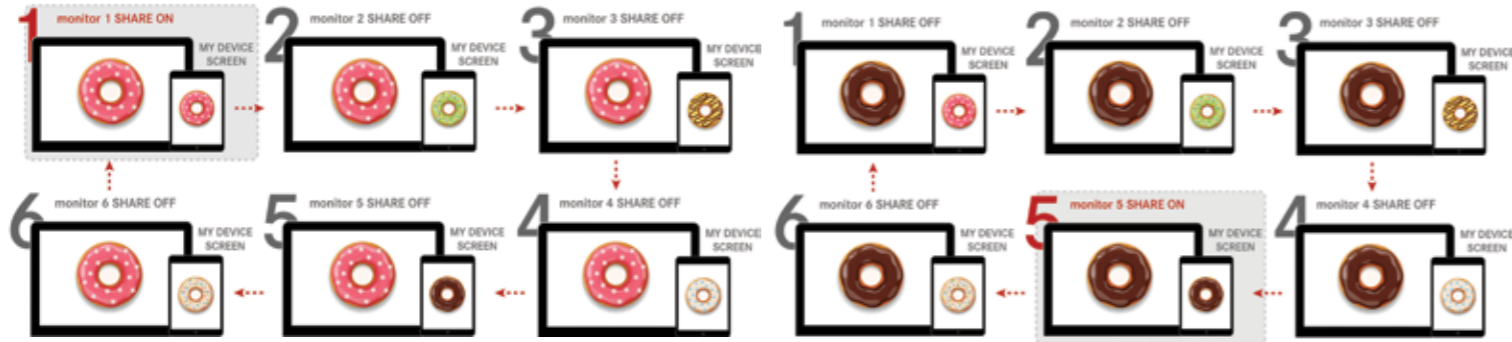 1 monitor 1 SHARE ON
MY DEVICE
SCREEN
2 monitor 2 SHARE OFF
MY DEVICE
SCREEN
3 monitor 3 SHARE OFF
MY DEVICE
SCREEN
6 monitor 6 SHARE OFF
MY DEVICE
SCREEN
5 monitor 5 SHARE OFF
MY DEVICE
SCREEN
4 monitor 4 SHARE OFF
MY DEVICE
SCREEN
1 monitor 1 SHARE OFF
MY DEVICE
SCREEN
2 monitor 2 SHARE OFF
MY DEVICE
SCREEN
3 monitor 3 SHARE OFF
MY DEVICE
SCREEN
6 monitor 6 SHARE OFF
MY DEVICE
SCREEN
5 monitor 5 SHARE ON
MY DEVICE
SCREEN
4 monitor 4 SHARE OFF
MY DEVICE
SCREEN